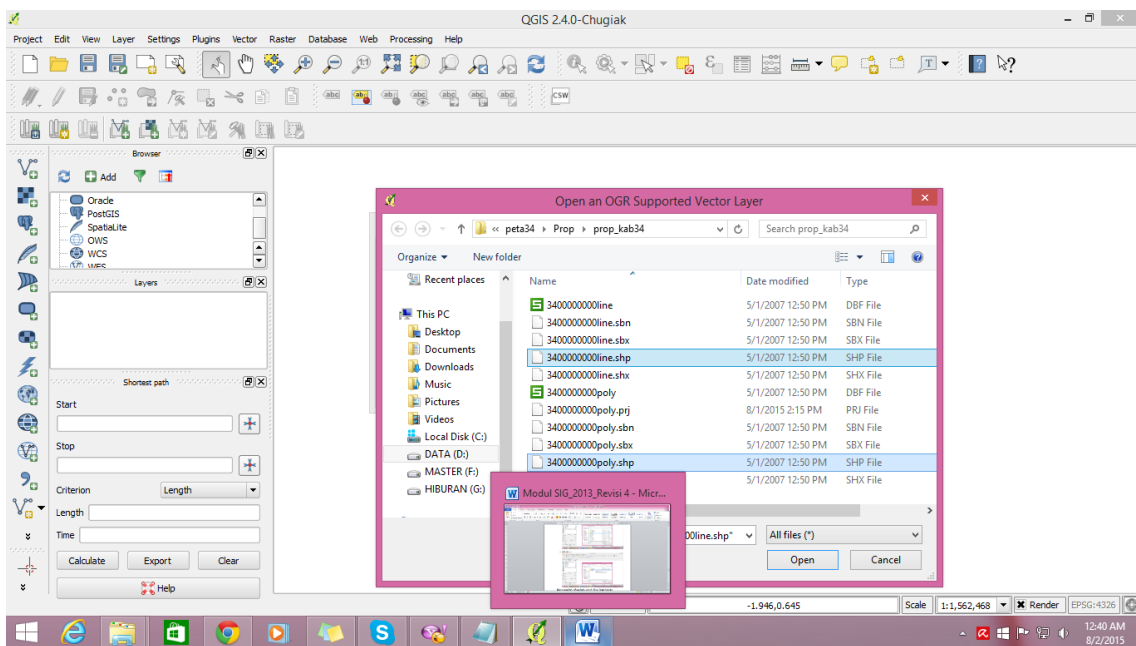 QGIS 2.4.0-Chugiak
Project Edit View Layer Settings Plugins Vector Raster Database Web Processing Help
abc abc abc abc abc abc abc CSW
Browser
Add
Oracle
PostGIS
SpatiaLite
OWS
WCS
WFS
Layers
Shortest path
Start
Stop
Criterion Length
Length
Time
Calculate Export Clear
Help
Open an OGR Supported Vector Layer
« peta34 Prop prop_kab34 Search prop_kab34
Organize New folder
Recent places
This PC
Desktop
Documents
Downloads
Music
Pictures
Videos
Local Disk (C:)
DATA (D:)
MASTER (F:)
HIBURAN (G:)
Name Date modified Type
3400000000line 5/1/2007 12:50 PM DBF File
3400000000line.sbn 5/1/2007 12:50 PM SBN File
3400000000line.sbx 5/1/2007 12:50 PM SBX File
3400000000line.shp 5/1/2007 12:50 PM SHP File
3400000000line.shx 5/1/2007 12:50 PM SHX File
3400000000poly 5/1/2007 12:50 PM DBF File
3400000000poly.prj 8/1/2015 2:15 PM PRJ File
3400000000poly.sbn 5/1/2007 12:50 PM SBN File
3400000000poly.sbx 5/1/2007 12:50 PM SBX File
3400000000poly.shp 5/1/2007 12:50 PM SHP File
5/1/2007 12:50 PM SHX File
00line.shp" All files (*)
Open Cancel
Modul SIG_2013_Revisi 4 - Micr...
-1.946,0.645 Scale 1:1,562,468 Render EPSG:4326
12:40 AM
8/2/2015